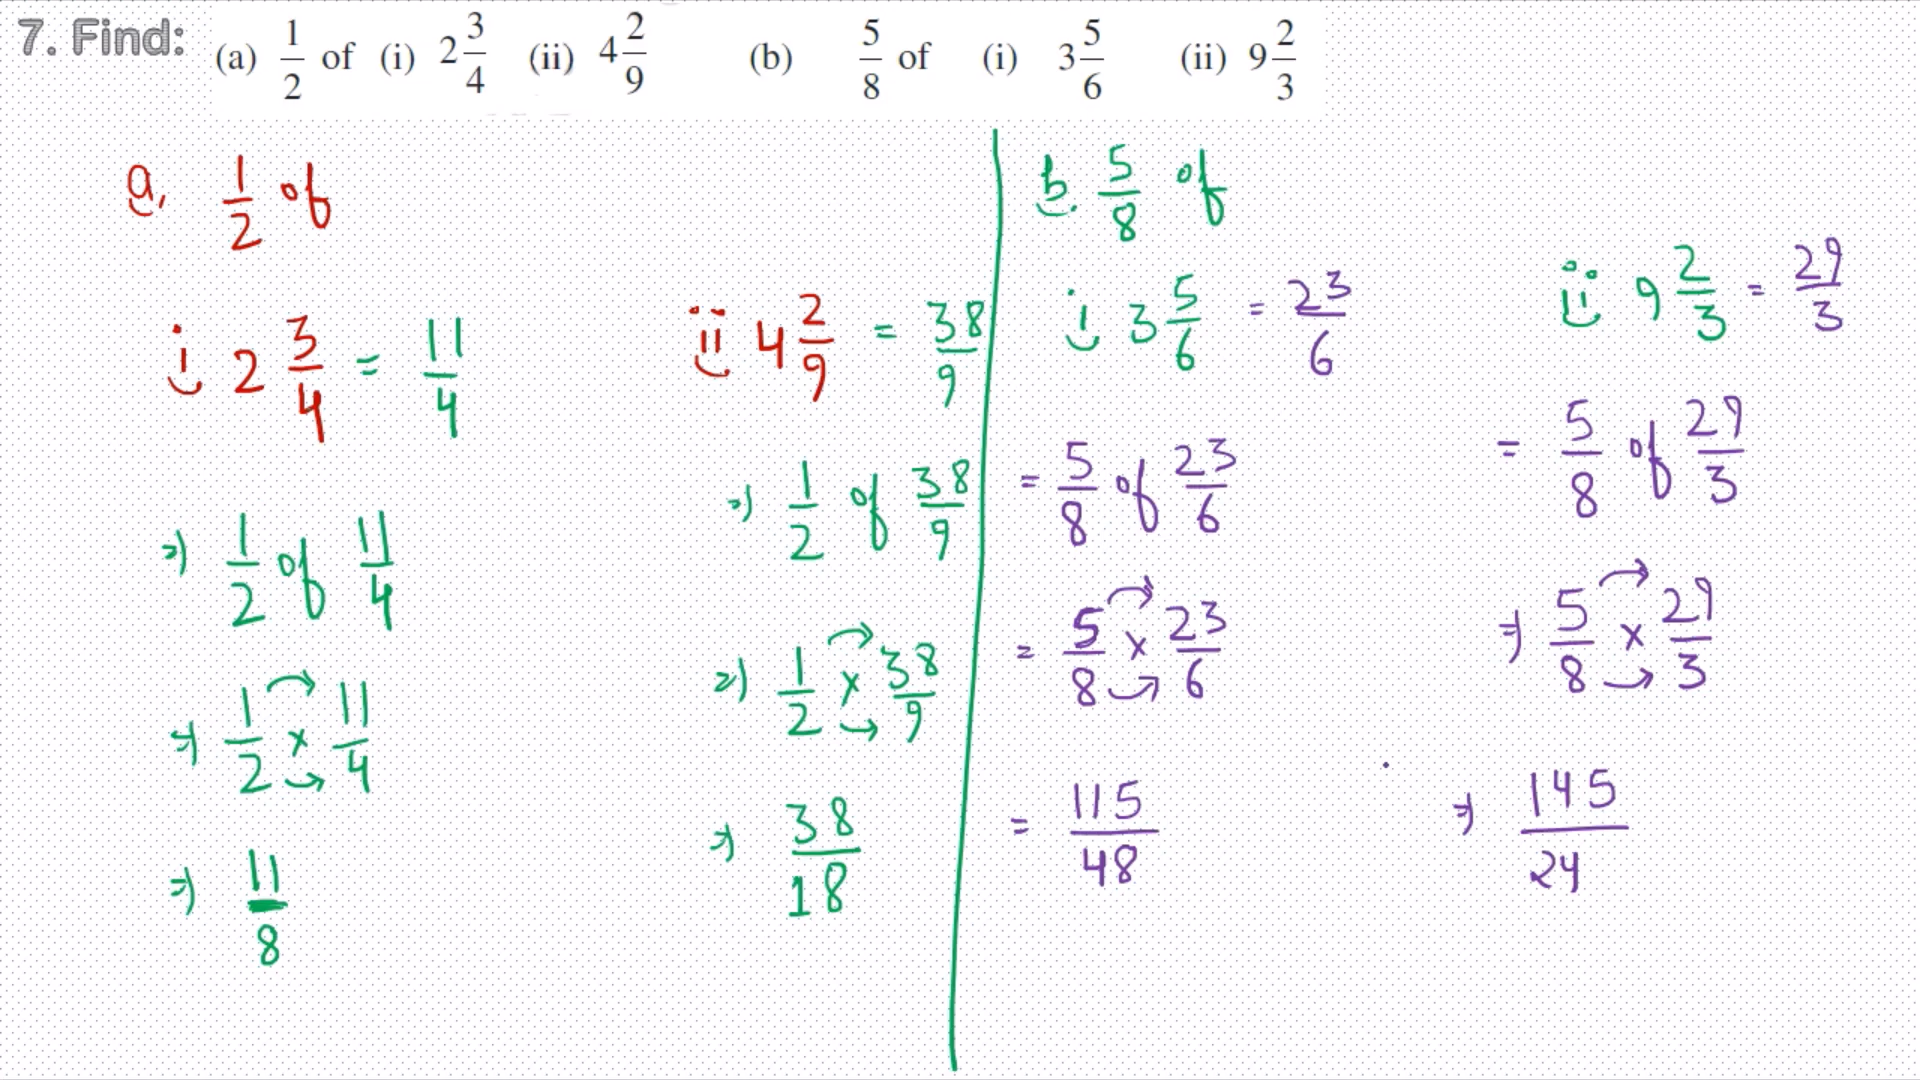 7. Find: (a) 1/2 of (i) 2 3/4 (ii) 4 2/9 (b) 5/8 of (i) 3 5/6 (ii) 9 2/3
a. 1/2 of
i 2 3/4 = 11/4
=) 1/2 of 11/4
=) 1/2 × 11/4
=) 11/8
ii 4 2/9 = 38/9
=) 1/2 of 38/9
=) 1/2 × 38/9
=) 38/18
b. 5/8 of
i 3 5/6 = 23/6
= 5/8 of 23/6
= 5/8 × 23/6
= 115/48
ii 9 2/3 = 29/3
= 5/8 of 29/3
=) 5/8 × 29/3
=) 145/24